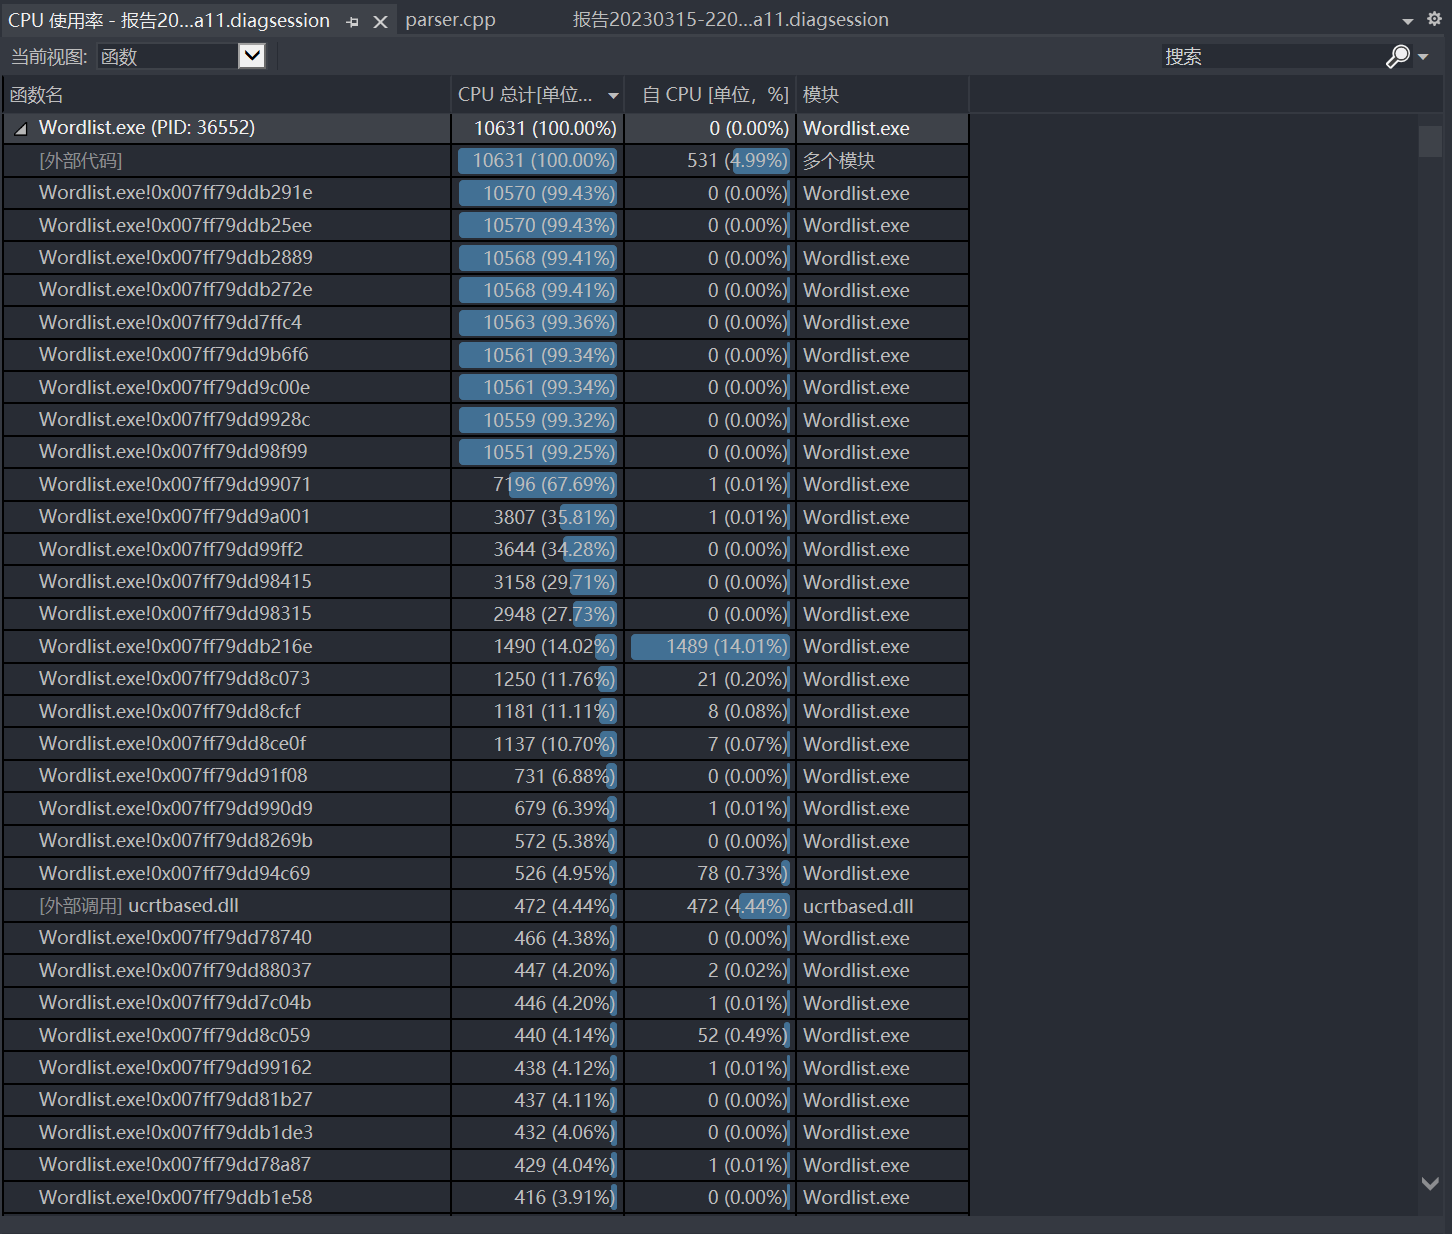 CPU 使用率 - 报告20...a11.diagsession parser.cpp 报告20230315-220...a11.diagsession
当前视图: 函数 搜索
函数名 CPU 总计[单位... 自 CPU [单位，%] 模块
Wordlist.exe (PID: 36552) 10631 (100.00%) 0 (0.00%) Wordlist.exe
[外部代码] 10631 (100.00%) 531 (4.99%) 多个模块
Wordlist.exe!0x007ff79ddb291e 10570 (99.43%) 0 (0.00%) Wordlist.exe
Wordlist.exe!0x007ff79ddb25ee 10570 (99.43%) 0 (0.00%) Wordlist.exe
Wordlist.exe!0x007ff79ddb2889 10568 (99.41%) 0 (0.00%) Wordlist.exe
Wordlist.exe!0x007ff79ddb272e 10568 (99.41%) 0 (0.00%) Wordlist.exe
Wordlist.exe!0x007ff79dd7ffc4 10563 (99.36%) 0 (0.00%) Wordlist.exe
Wordlist.exe!0x007ff79dd9b6f6 10561 (99.34%) 0 (0.00%) Wordlist.exe
Wordlist.exe!0x007ff79dd9c00e 10561 (99.34%) 0 (0.00%) Wordlist.exe
Wordlist.exe!0x007ff79dd9928c 10559 (99.32%) 0 (0.00%) Wordlist.exe
Wordlist.exe!0x007ff79dd98f99 10551 (99.25%) 0 (0.00%) Wordlist.exe
Wordlist.exe!0x007ff79dd99071 7196 (67.69%) 1 (0.01%) Wordlist.exe
Wordlist.exe!0x007ff79dd9a001 3807 (35.81%) 1 (0.01%) Wordlist.exe
Wordlist.exe!0x007ff79dd99ff2 3644 (34.28%) 0 (0.00%) Wordlist.exe
Wordlist.exe!0x007ff79dd98415 3158 (29.71%) 0 (0.00%) Wordlist.exe
Wordlist.exe!0x007ff79dd98315 2948 (27.73%) 0 (0.00%) Wordlist.exe
Wordlist.exe!0x007ff79ddb216e 1490 (14.02%) 1489 (14.01%) Wordlist.exe
Wordlist.exe!0x007ff79dd8c073 1250 (11.76%) 21 (0.20%) Wordlist.exe
Wordlist.exe!0x007ff79dd8cfcf 1181 (11.11%) 8 (0.08%) Wordlist.exe
Wordlist.exe!0x007ff79dd8ce0f 1137 (10.70%) 7 (0.07%) Wordlist.exe
Wordlist.exe!0x007ff79dd91f08 731 (6.88%) 0 (0.00%) Wordlist.exe
Wordlist.exe!0x007ff79dd990d9 679 (6.39%) 1 (0.01%) Wordlist.exe
Wordlist.exe!0x007ff79dd8269b 572 (5.38%) 0 (0.00%) Wordlist.exe
Wordlist.exe!0x007ff79dd94c69 526 (4.95%) 78 (0.73%) Wordlist.exe
[外部调用] ucrtbased.dll 472 (4.44%) 472 (4.44%) ucrtbased.dll
Wordlist.exe!0x007ff79dd78740 466 (4.38%) 0 (0.00%) Wordlist.exe
Wordlist.exe!0x007ff79dd88037 447 (4.20%) 2 (0.02%) Wordlist.exe
Wordlist.exe!0x007ff79dd7c04b 446 (4.20%) 1 (0.01%) Wordlist.exe
Wordlist.exe!0x007ff79dd8c059 440 (4.14%) 52 (0.49%) Wordlist.exe
Wordlist.exe!0x007ff79dd99162 438 (4.12%) 1 (0.01%) Wordlist.exe
Wordlist.exe!0x007ff79dd81b27 437 (4.11%) 0 (0.00%) Wordlist.exe
Wordlist.exe!0x007ff79ddb1de3 432 (4.06%) 0 (0.00%) Wordlist.exe
Wordlist.exe!0x007ff79dd78a87 429 (4.04%) 1 (0.01%) Wordlist.exe
Wordlist.exe!0x007ff79ddb1e58 416 (3.91%) 0 (0.00%) Wordlist.exe